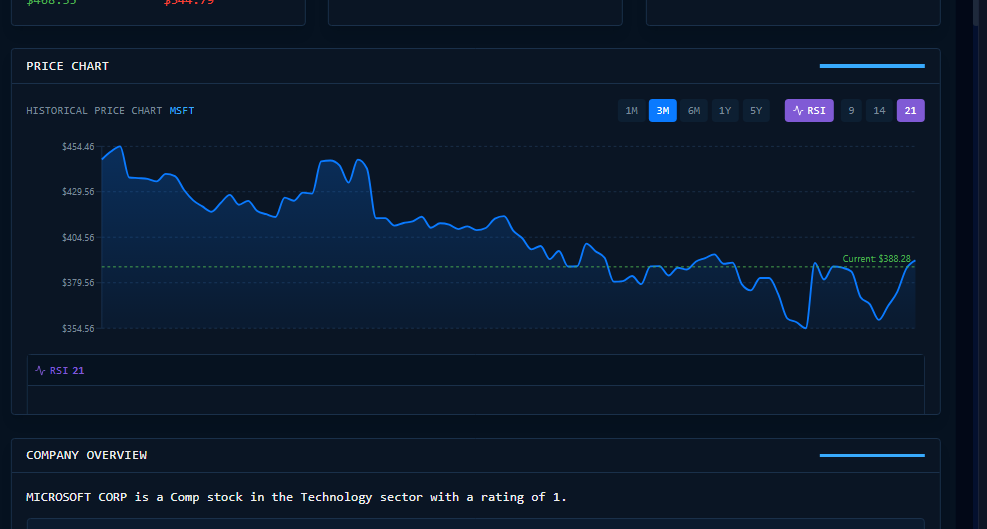 $468.35 $344.79
PRICE CHART
HISTORICAL PRICE CHART MSFT
1M 3M 6M 1Y 5Y RSI 9 14 21
$454.46
$429.56
$404.56
Current: $388.28
$379.56
$354.56
RSI 21
COMPANY OVERVIEW
MICROSOFT CORP is a Comp stock in the Technology sector with a rating of 1.